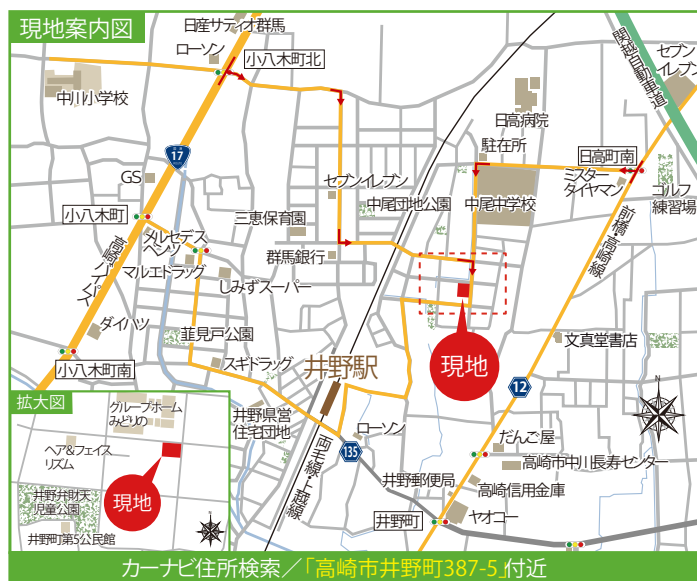 現地案内図
日産サティオ群馬
ローソン
小八木町北
中川小学校
関越自動車道
セブン
イレブン
日高病院
駐在所
日高町南
ミスター
タイヤマン
ゴルフ
練習場
17
GS
セブンイレブン
中尾団地公園
中尾中学校
小八木町
三恵保育園
メルセデス
ベンツ
群馬銀行
マルエドラッグ
しみずスーパー
高崎バイパス
前橋・高崎線
ダイハツ
韮見戸公園
現地
文真堂書店
小八木町南
スギドラッグ
井野駅
12
井野県営
住宅団地
ローソン
135
両毛線・上越線
だんご屋
高崎市中川長寿センター
井野郵便局
高崎信用金庫
井野町
ヤオコー
拡大図
グループホーム
みどりの
ヘア&フェイス
リズム
現地
井野弁財天
児童公園
井野町第5公民館
カーナビ住所検索/「高崎市井野町387-5」付近